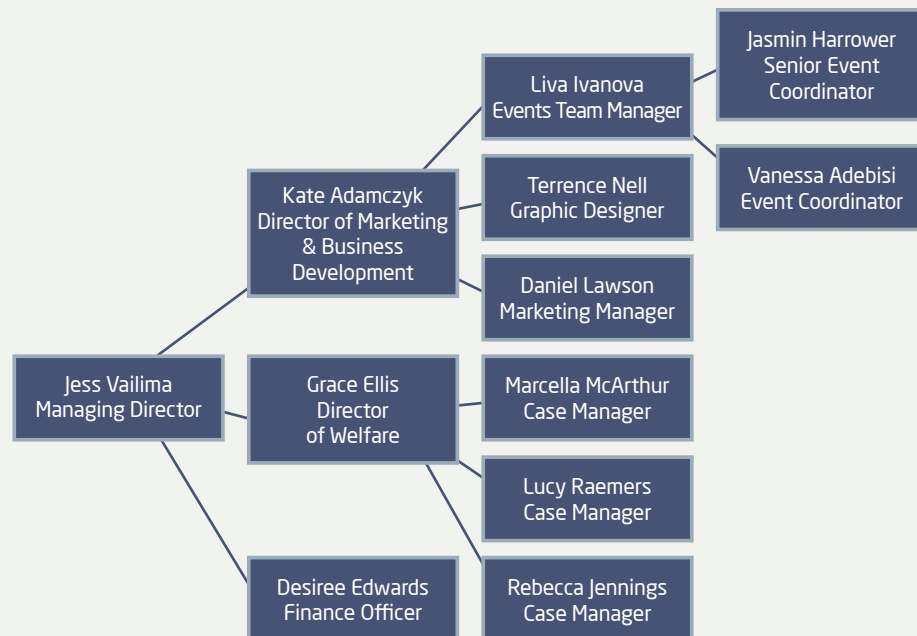 Jess Vailima
Managing Director
Kate Adamczyk
Director of Marketing
& Business
Development
Liva Ivanova
Events Team Manager
Jasmin Harrower
Senior Event
Coordinator
Vanessa Adebisi
Event Coordinator
Terrence Nell
Graphic Designer
Daniel Lawson
Marketing Manager
Grace Ellis
Director
of Welfare
Marcella McArthur
Case Manager
Lucy Raemers
Case Manager
Rebecca Jennings
Case Manager
Desiree Edwards
Finance Officer